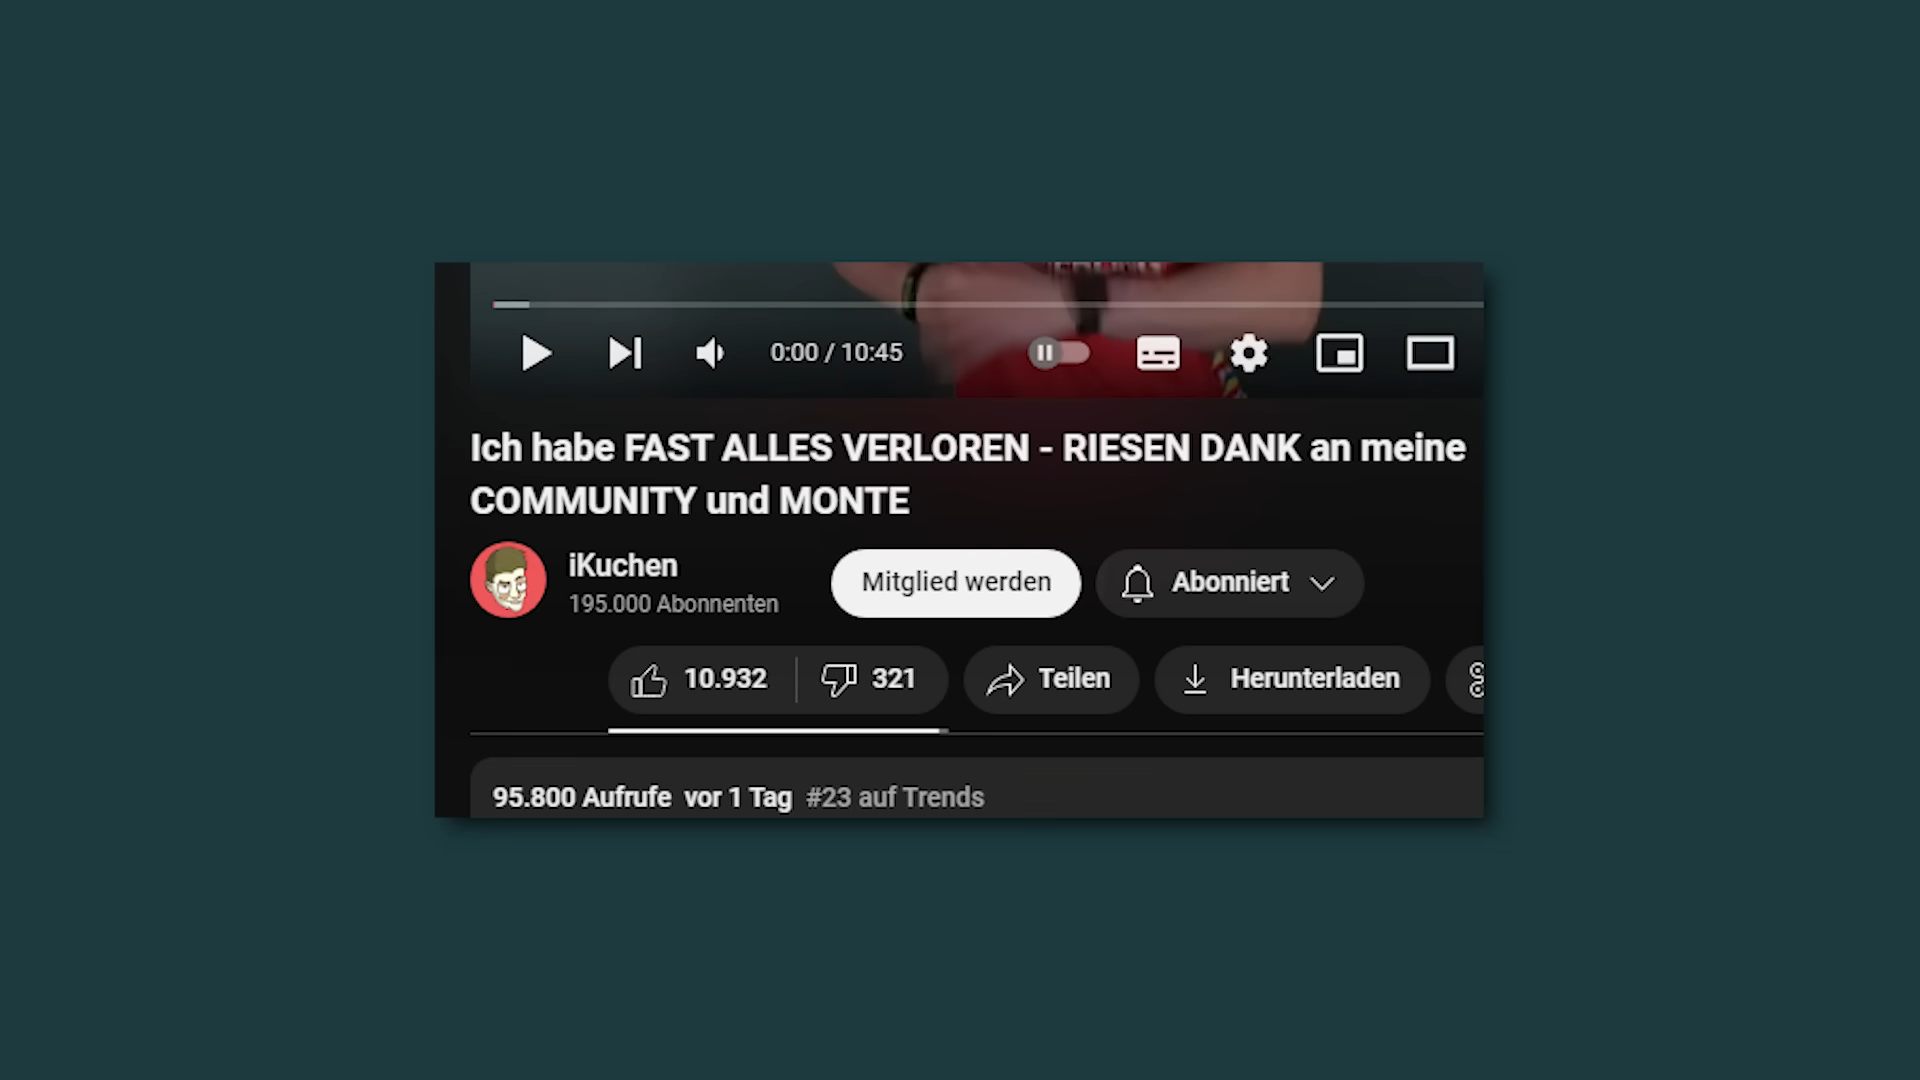 0:00 / 10:45
Ich habe FAST ALLES VERLOREN - RIESEN DANK an meine
COMMUNITY und MONTE
iKuchen
195.000 Abonnenten
Mitglied werden
Abonniert
10.932
321
Teilen
Herunterladen
95.800 Aufrufe vor 1 Tag #23 auf Trends